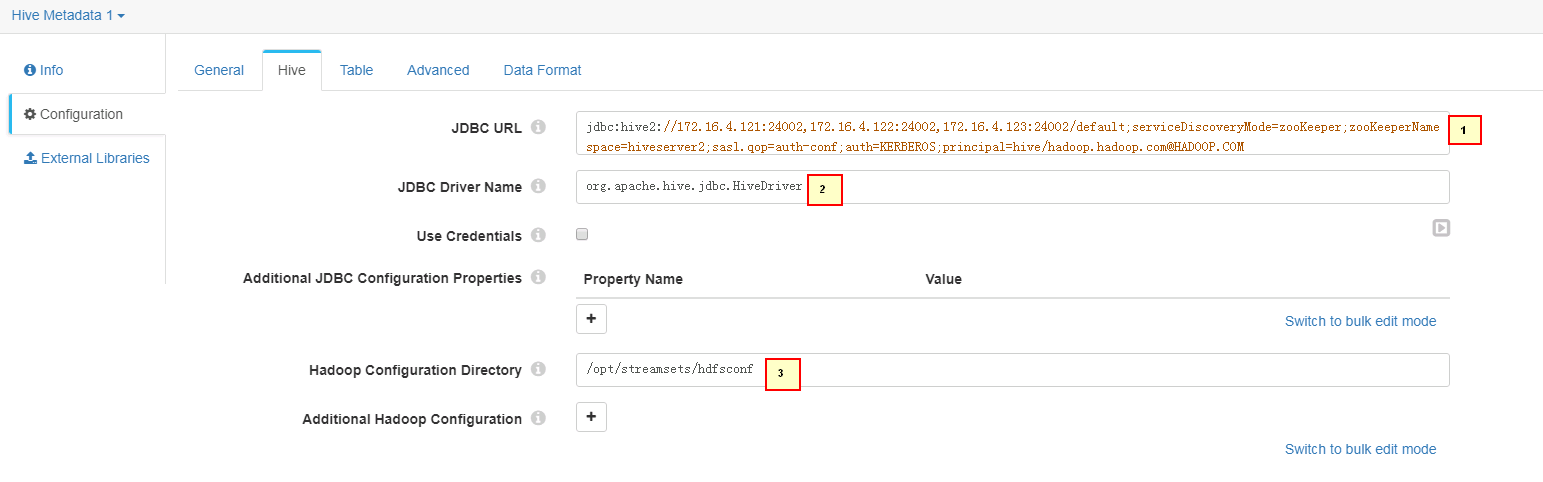 Hive Metadata 1
Info
Configuration
External Libraries
General Hive Table Advanced Data Format
JDBC URL
jdbc:hive2://172.16.4.121:24002,172.16.4.122:24002,172.16.4.123:24002/default;serviceDiscoveryMode=zooKeeper;zooKeeperName
space=hiveserver2;sasl.qop=auth-conf;auth=KERBEROS;principal=hive/hadoop.hadoop.com@HADOOP.COM
1
JDBC Driver Name
org.apache.hive.jdbc.HiveDriver
2
Use Credentials
Additional JDBC Configuration Properties
Property Name Value
+
Switch to bulk edit mode
Hadoop Configuration Directory
/opt/streamsets/hdfsconf
3
Additional Hadoop Configuration
+
Switch to bulk edit mode